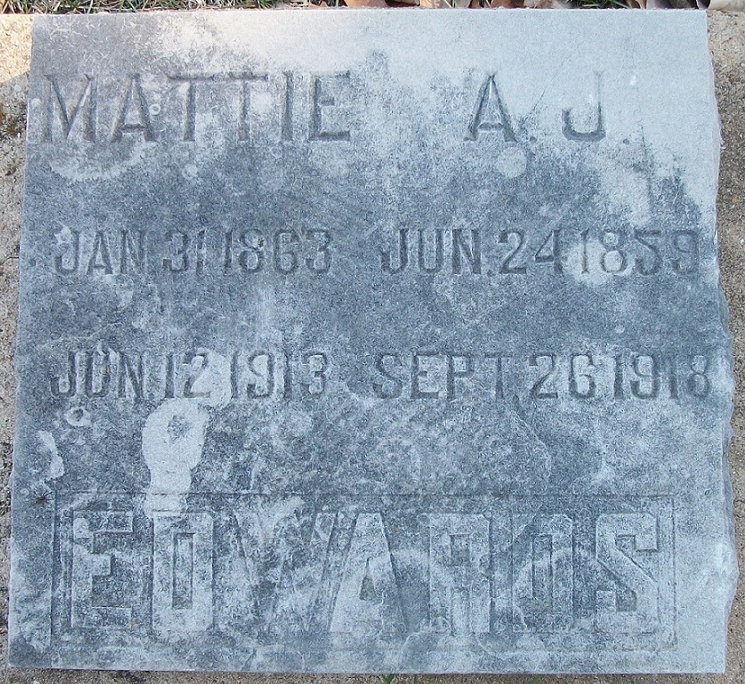 MATTIE A. J.
JAN. 31 1863 JUN. 24 1859
JUN. 12 1913 SEPT. 26 1918
EDWARDS